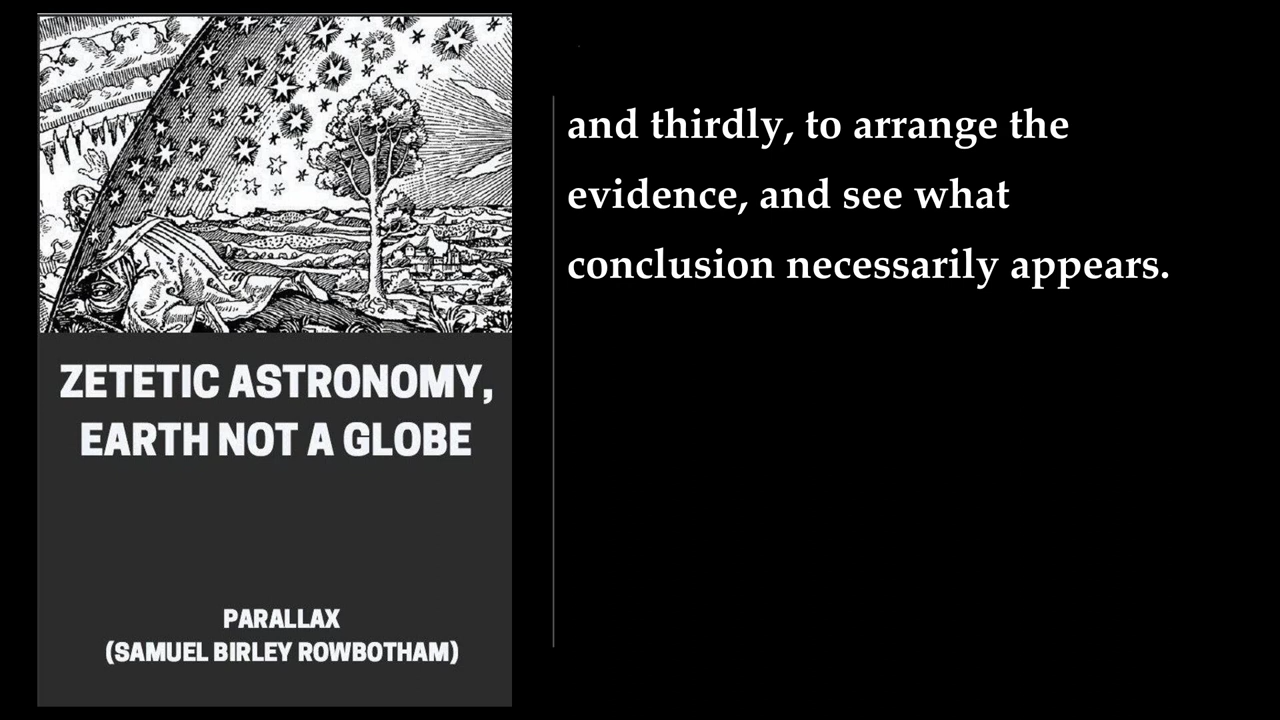 ZETETIC ASTRONOMY,
EARTH NOT A GLOBE
PARALLAX
(SAMUEL BIRLEY ROWBOTHAM)
and thirdly, to arrange the
evidence, and see what
conclusion necessarily appears.